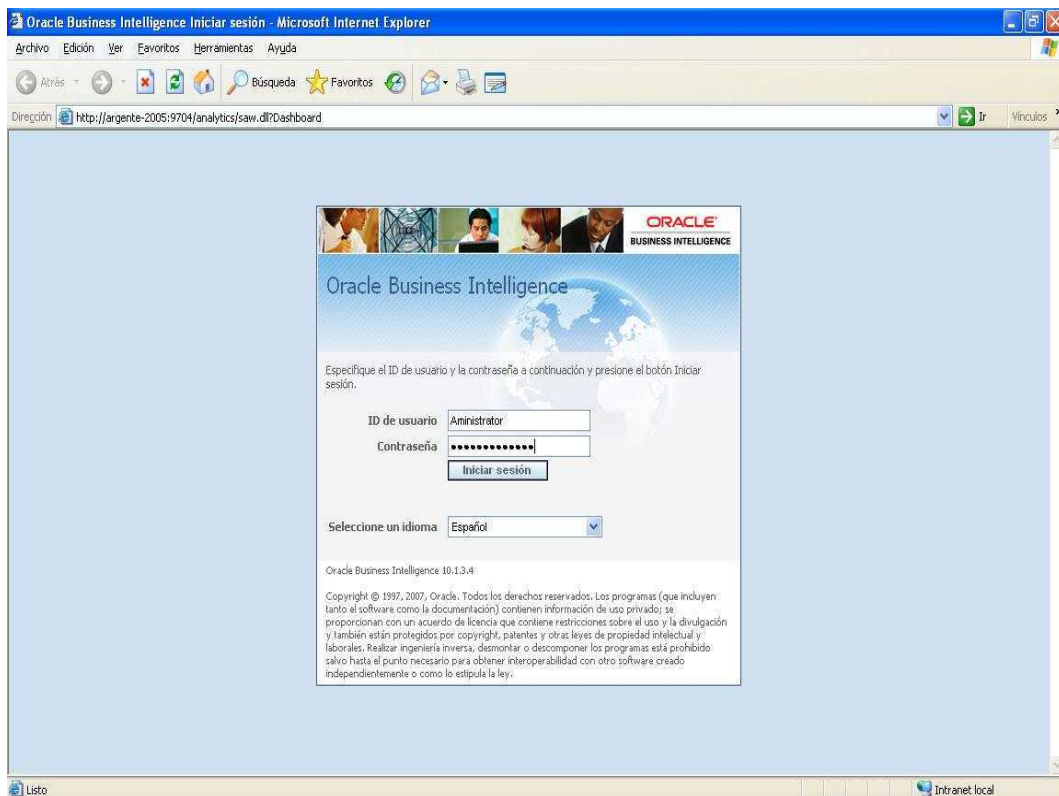 Oracle Business Intelligence Iniciar sesión - Microsoft Internet Explorer
Archivo Edición Ver Favoritos Herramientas Ayuda
Atrás Búsqueda Favoritos
Dirección http://argente-2005:9704/analytics/saw.dll?Dashboard Ir Vínculos »
ORACLE
BUSINESS INTELLIGENCE
Oracle Business Intelligence
Especifique el ID de usuario y la contraseña a continuación y presione el botón Iniciar
sesión.
ID de usuario Aministrator
Contraseña •••••••••••••
Iniciar sesión
Seleccione un idioma Español
Oracle Business Intelligence 10.1.3.4
Copyright © 1997, 2007, Oracle. Todos los derechos reservados. Los programas (que incluyen
tanto el software como la documentación) contienen información de uso privado; se
proporcionan con un acuerdo de licencia que contiene restricciones sobre el uso y la divulgación
y también están protegidos por copyright, patentes y otras leyes de propiedad intelectual y
laborales. Realizar ingeniería inversa, desmontar o descomponer los programas está prohibido
salvo hasta el punto necesario para obtener interoperabilidad con otro software creado
independientemente o como lo estipula la ley.
Listo Intranet local